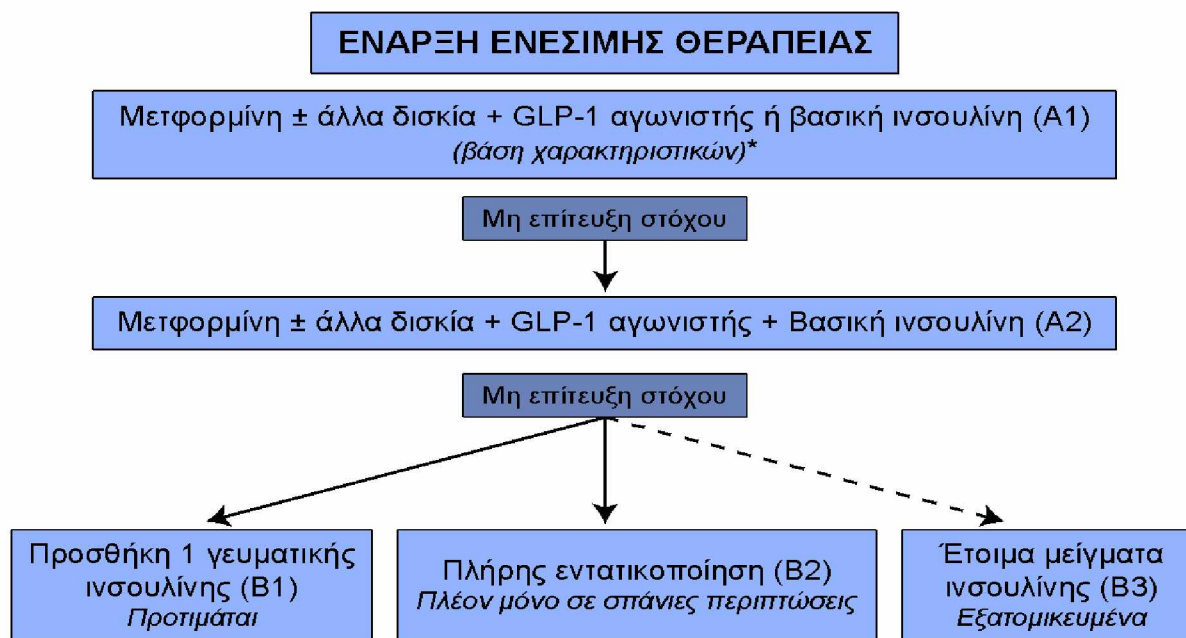 ΕΝΑΡΞΗ ΕΝΕΣΙΜΗΣ ΘΕΡΑΠΕΙΑΣ
Μετφορμίνη ± άλλα δισκία + GLP-1 αγωνιστής ή βασική ινσουλίνη (Α1)
(βάση χαρακτηριστικών)*
Μη επίτευξη στόχου
Μετφορμίνη ± άλλα δισκία + GLP-1 αγωνιστής + Βασική ινσουλίνη (Α2)
Μη επίτευξη στόχου
Προσθήκη 1 γευματικής
ινσουλίνης (Β1)
Προτιμάται
Πλήρης εντατικοποίηση (Β2)
Πλέον μόνο σε σπάνιες περιπτώσεις
Έτοιμα μείγματα
ινσουλίνης (Β3)
Εξατομικευμένα